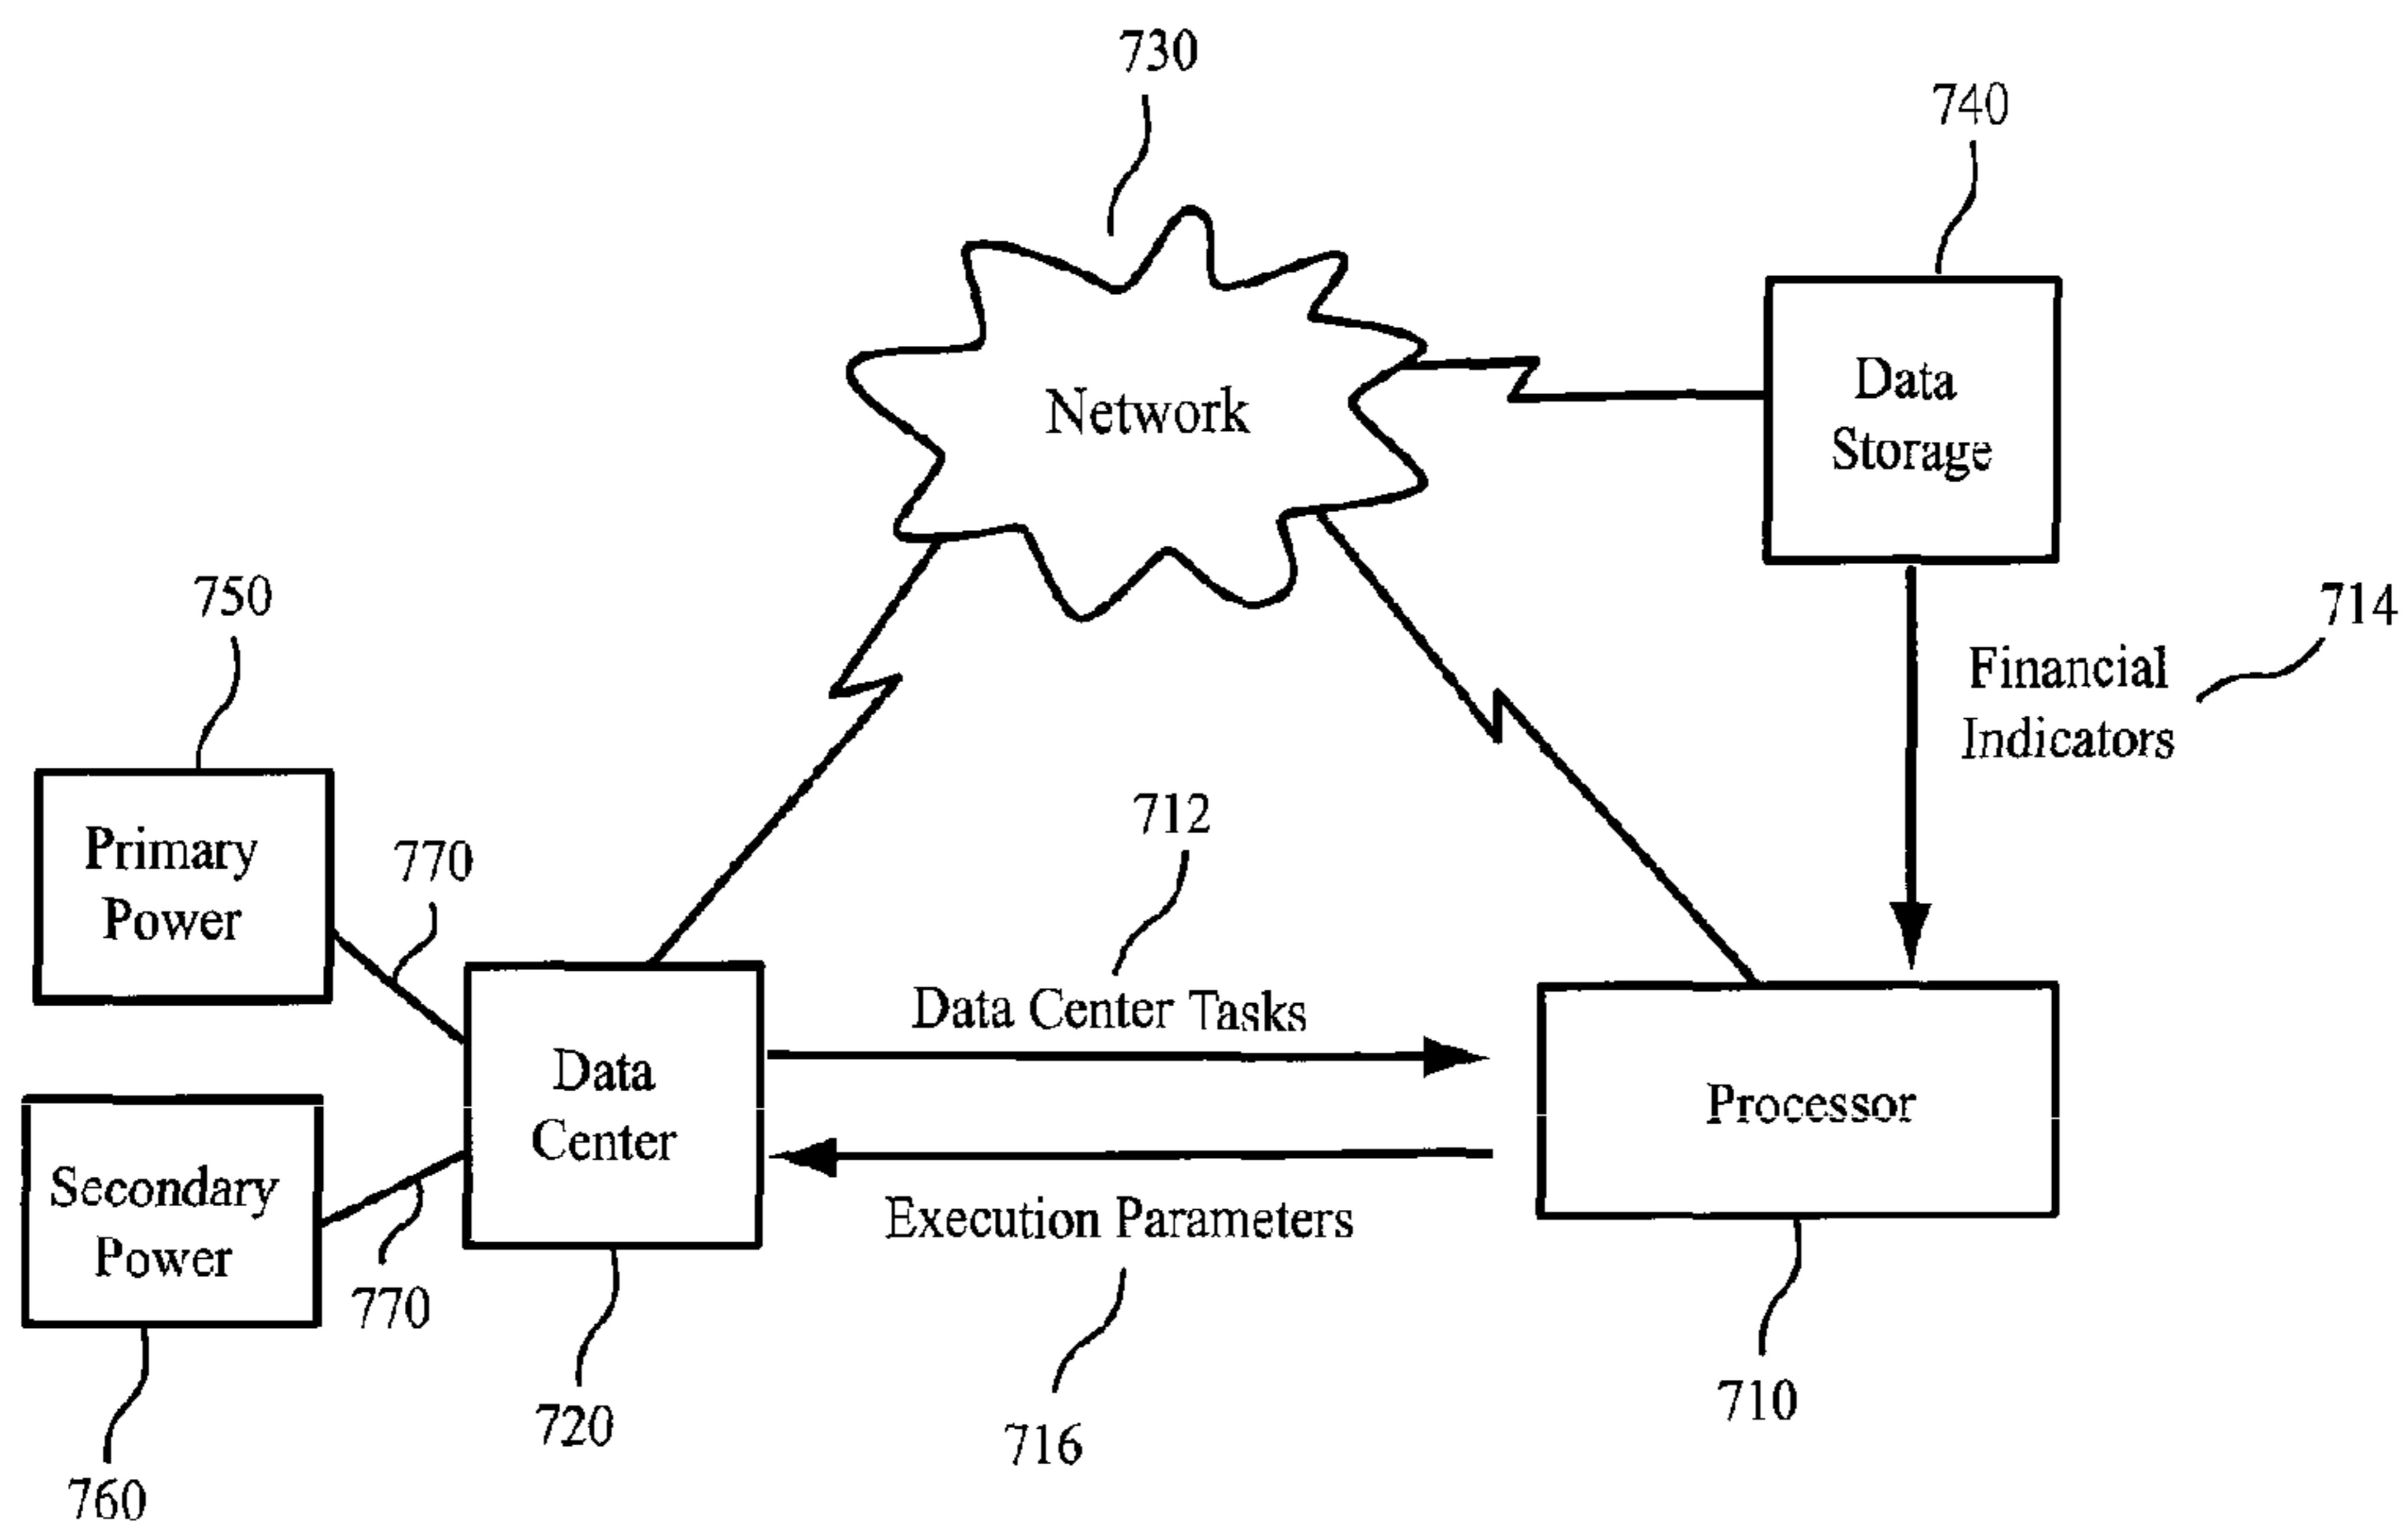 730
740
Network
Data
Storage
750
714
Financial
Indicators
712
Primary
Power
770
Data Center Tasks
Data
Center
Processor
Secondary
Power
Execution Parameters
770
720
716
710
760